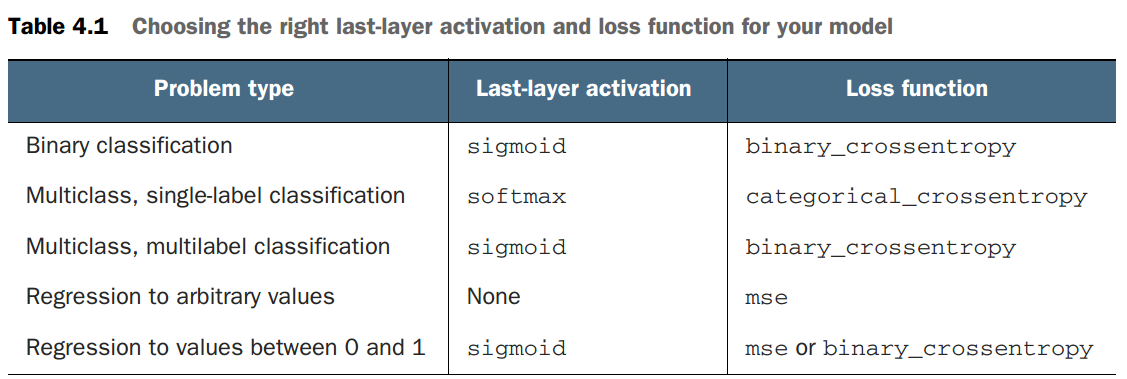 Table 4.1 Choosing the right last-layer activation and loss function for your model
Problem type Last-layer activation Loss function
Binary classification sigmoid binary_crossentropy
Multiclass, single-label classification softmax categorical_crossentropy
Multiclass, multilabel classification sigmoid binary_crossentropy
Regression to arbitrary values None mse
Regression to values between 0 and 1 sigmoid mse or binary_crossentropy